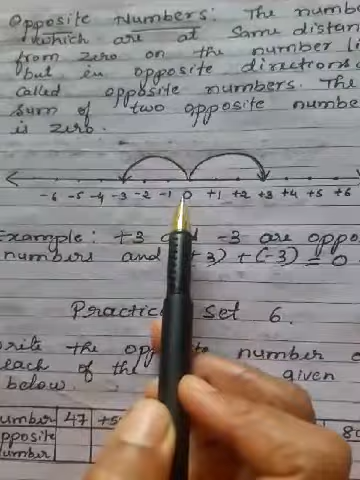 Opposite Numbers: The numbe
which are at same distan
from zero on the number li
but in opposite directions a
called opposite numbers. The
sum of two opposite numbe
is zero.
-6 -5 -4 -3 -2 -1 0 +1 +2 +3 +4 +5 +6
Example: +3 and -3 are oppo
numbers and (+3) + (-3) = 0
Practice Set 6.
write the number
each of the given
below.
Number 47 +5
opposite
number